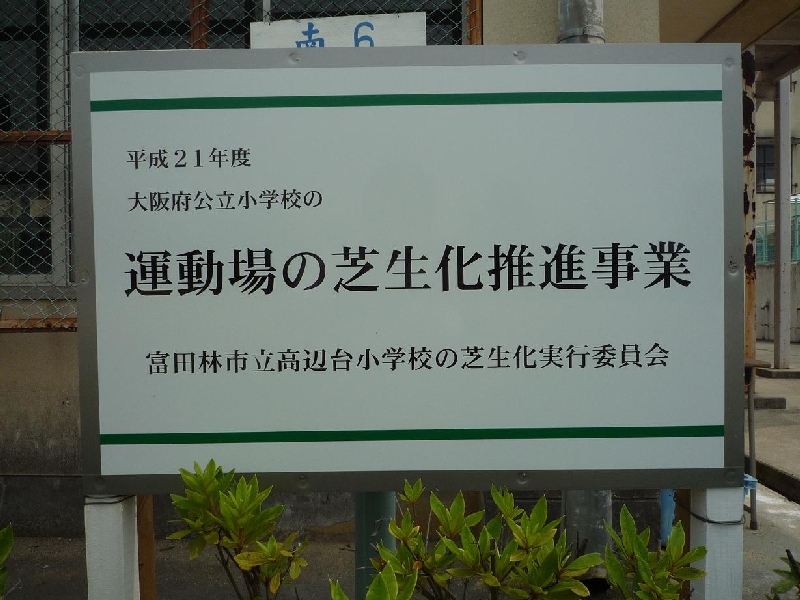 南 6
平成21年度
大阪府公立小学校の
運動場の芝生化推進事業
富田林市立高辺台小学校の芝生化実行委員会